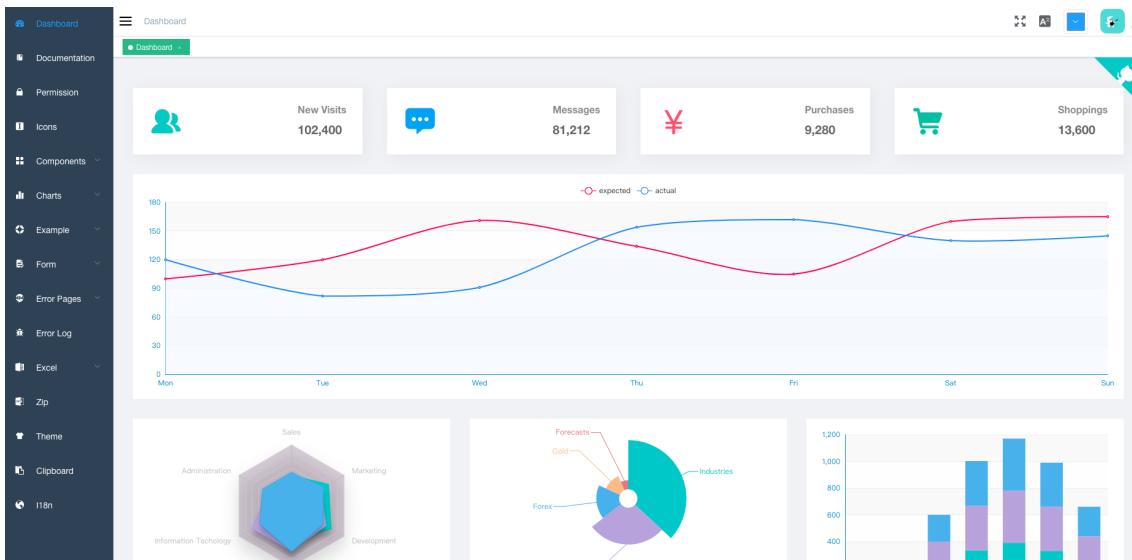 Dashboard
Documentation
Permission
Icons
Components
Charts
Example
Form
Error Pages
Error Log
Excel
Zip
Theme
Clipboard
I18n
Dashboard
Dashboard ×
New Visits
102,400
Messages
81,212
Purchases
9,280
Shoppings
13,600
expected actual
180
150
120
90
60
30
0
Mon Tue Wed Thu Fri Sat Sun
Sales
Administration
Marketing
Information Techology
Development
Forecasts
Gold
Industries
Forex
1,200
1,000
800
600
400